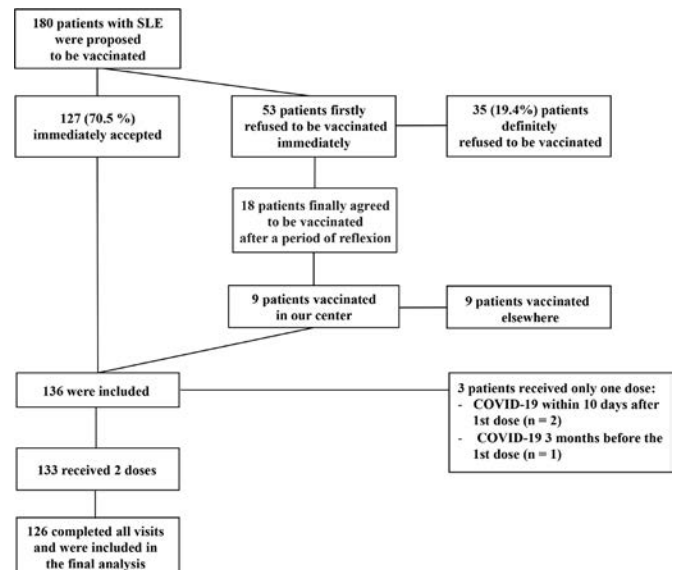 180 patients with SLE
were proposed
to be vaccinated
127 (70.5 %)
immediately accepted
53 patients firstly
refused to be vaccinated
immediately
35 (19.4%) patients
definitely
refused to be vaccinated
18 patients finally agreed
to be vaccinated
after a period of reflexion
9 patients vaccinated
in our center
9 patients vaccinated
elsewhere
136 were included
3 patients received only one dose:
- COVID-19 within 10 days after
1st dose (n = 2)
- COVID-19 3 months before the
1st dose (n = 1)
133 received 2 doses
126 completed all visits
and were included in
the final analysis